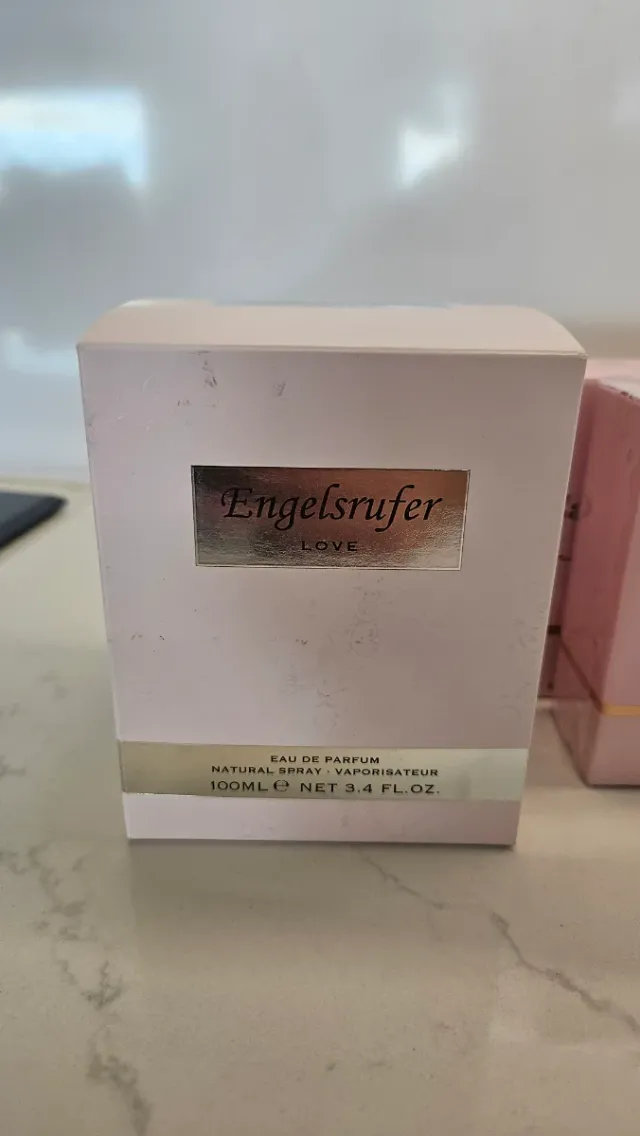 Engelsrufer
LOVE
EAU DE PARFUM
NATURAL SPRAY · VAPORISATEUR
100ML ℮ NET 3.4 FL.OZ.